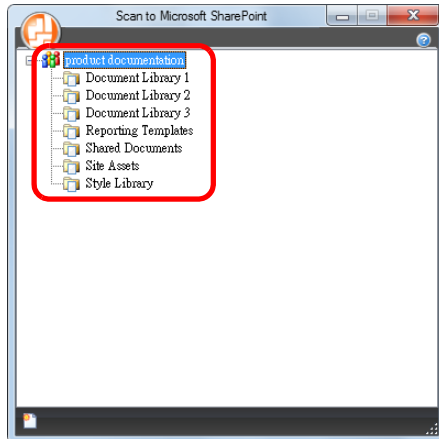 Scan to Microsoft SharePoint
product documentation
Document Library 1
Document Library 2
Document Library 3
Reporting Templates
Shared Documents
Site Assets
Style Library